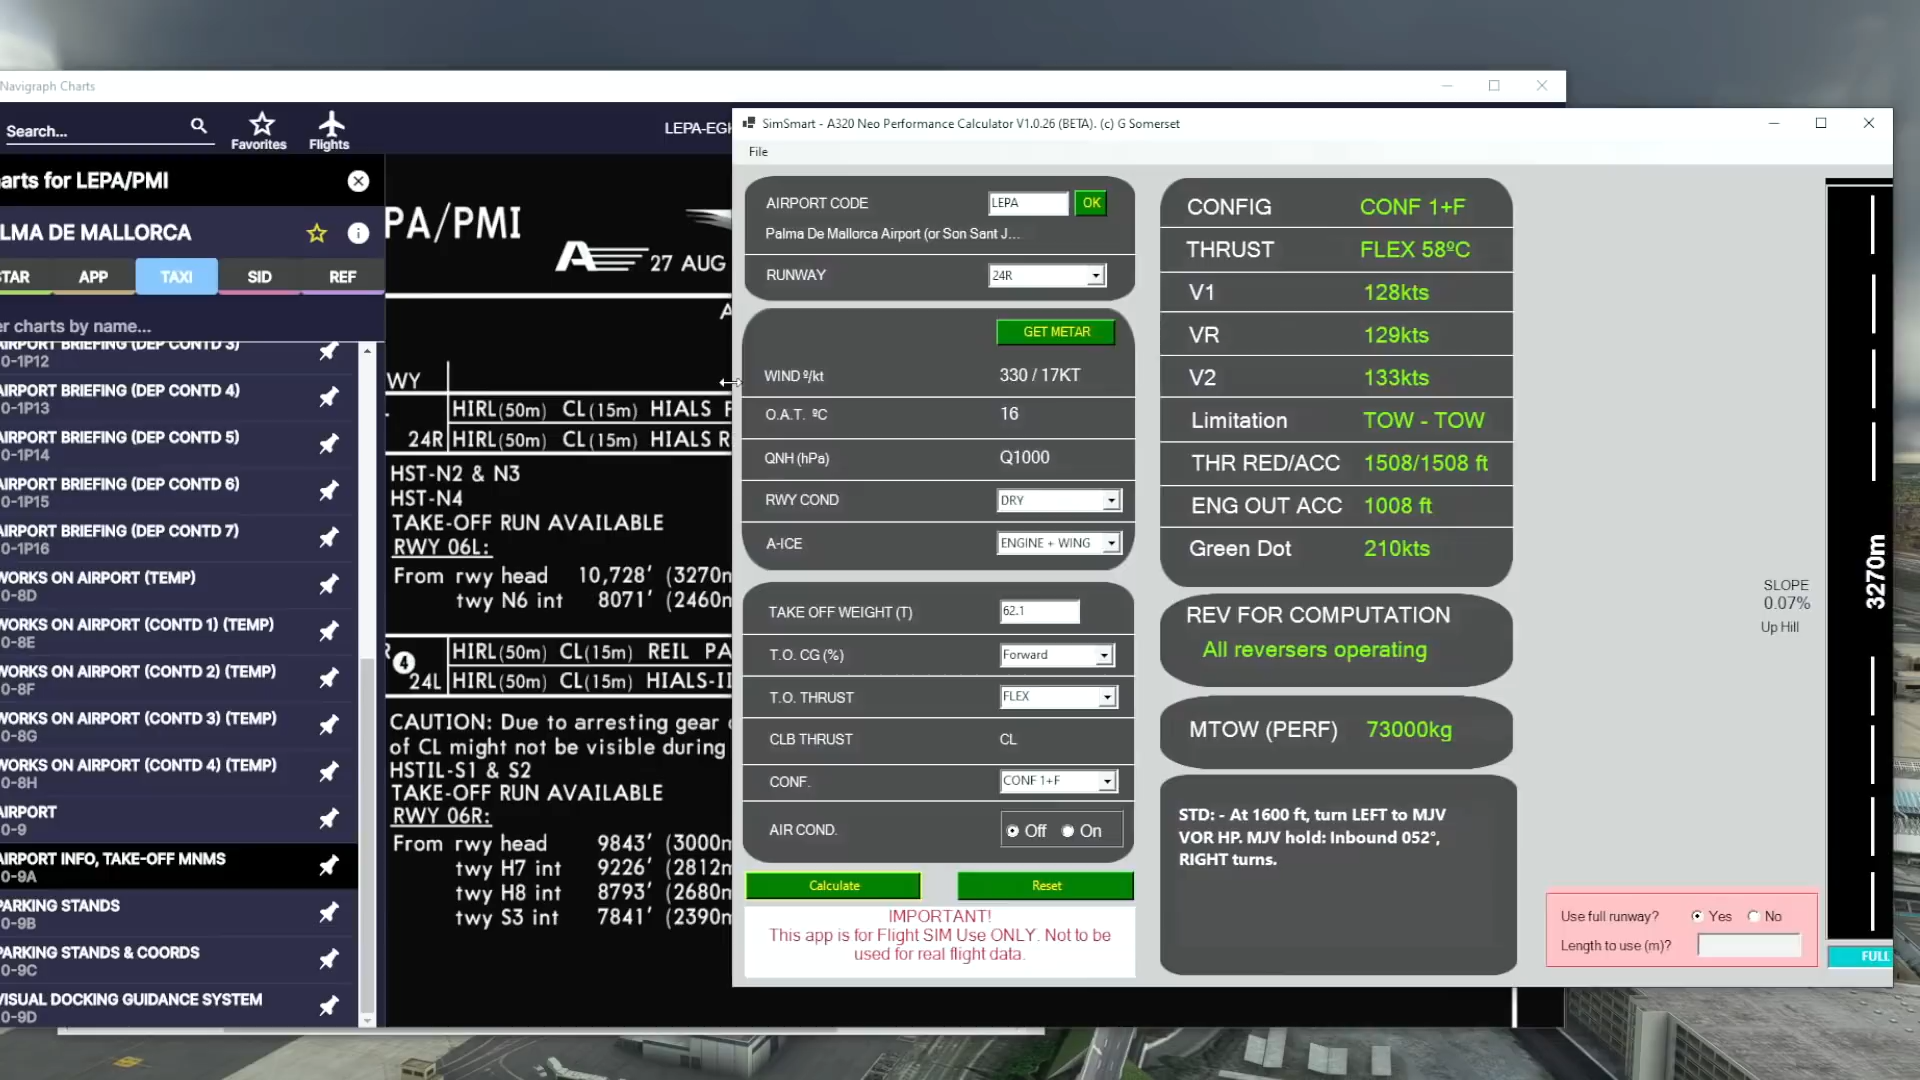 Navigraph Charts
Search...
Favorites
Flights
LEPA-EGH
arts for LEPA/PMI
LMA DE MALLORCA
STAR
APP
TAXI
SID
REF
er charts by name...
AIRPORT BRIEFING (DEP CONTD 3)
0-1P12
AIRPORT BRIEFING (DEP CONTD 4)
0-1P13
AIRPORT BRIEFING (DEP CONTD 5)
0-1P14
AIRPORT BRIEFING (DEP CONTD 6)
0-1P15
AIRPORT BRIEFING (DEP CONTD 7)
0-1P16
WORKS ON AIRPORT (TEMP)
0-8D
WORKS ON AIRPORT (CONTD 1) (TEMP)
0-8E
WORKS ON AIRPORT (CONTD 2) (TEMP)
0-8F
WORKS ON AIRPORT (CONTD 3) (TEMP)
0-8G
WORKS ON AIRPORT (CONTD 4) (TEMP)
0-8H
AIRPORT
0-9
AIRPORT INFO, TAKE-OFF MNMS
0-9A
PARKING STANDS
0-9B
PARKING STANDS & COORDS
0-9C
VISUAL DOCKING GUIDANCE SYSTEM
0-9D
PA/PMI
27 AUG
A
WY
HIRL(50m) CL(15m) HIALS F
24R HIRL(50m) CL(15m) HIALS R
HST-N2 & N3
HST-N4
TAKE-OFF RUN AVAILABLE
RWY 06L:
From rwy head 10,728' (3270m
twy N6 int 8071' (2460m
R 4 HIRL(50m) CL(15m) REIL PA
24L HIRL(50m) CL(15m) HIALS-II
CAUTION: Due to arresting gear
of CL might not be visible during
HSTIL-S1 & S2
TAKE-OFF RUN AVAILABLE
RWY 06R:
From rwy head 9843' (3000m
twy H7 int 9226' (2812m
twy H8 int 8793' (2680m
twy S3 int 7841' (2390m
SimSmart - A320 Neo Performance Calculator V1.0.26 (BETA). (c) G Somerset
File
AIRPORT CODE LEPA OK
Palma De Mallorca Airport (or Son Sant J...
RUNWAY 24R
GET METAR
WIND º/kt 330 / 17KT
O.A.T. ºC 16
QNH (hPa) Q1000
RWY COND DRY
A-ICE ENGINE + WING
TAKE OFF WEIGHT (T) 62.1
T.O. CG (%) Forward
T.O. THRUST FLEX
CLB THRUST CL
CONF. CONF 1+F
AIR COND. Off On
Calculate Reset
IMPORTANT!
This app is for Flight SIM Use ONLY. Not to be
used for real flight data.
CONFIG CONF 1+F
THRUST FLEX 58ºC
V1 128kts
VR 129kts
V2 133kts
Limitation TOW - TOW
THR RED/ACC 1508/1508 ft
ENG OUT ACC 1008 ft
Green Dot 210kts
REV FOR COMPUTATION
All reversers operating
MTOW (PERF) 73000kg
STD: - At 1600 ft, turn LEFT to MJV
VOR HP. MJV hold: Inbound 052°,
RIGHT turns.
SLOPE
0.07%
Up Hill
3270m
Use full runway? Yes No
Length to use (m)?
FULL